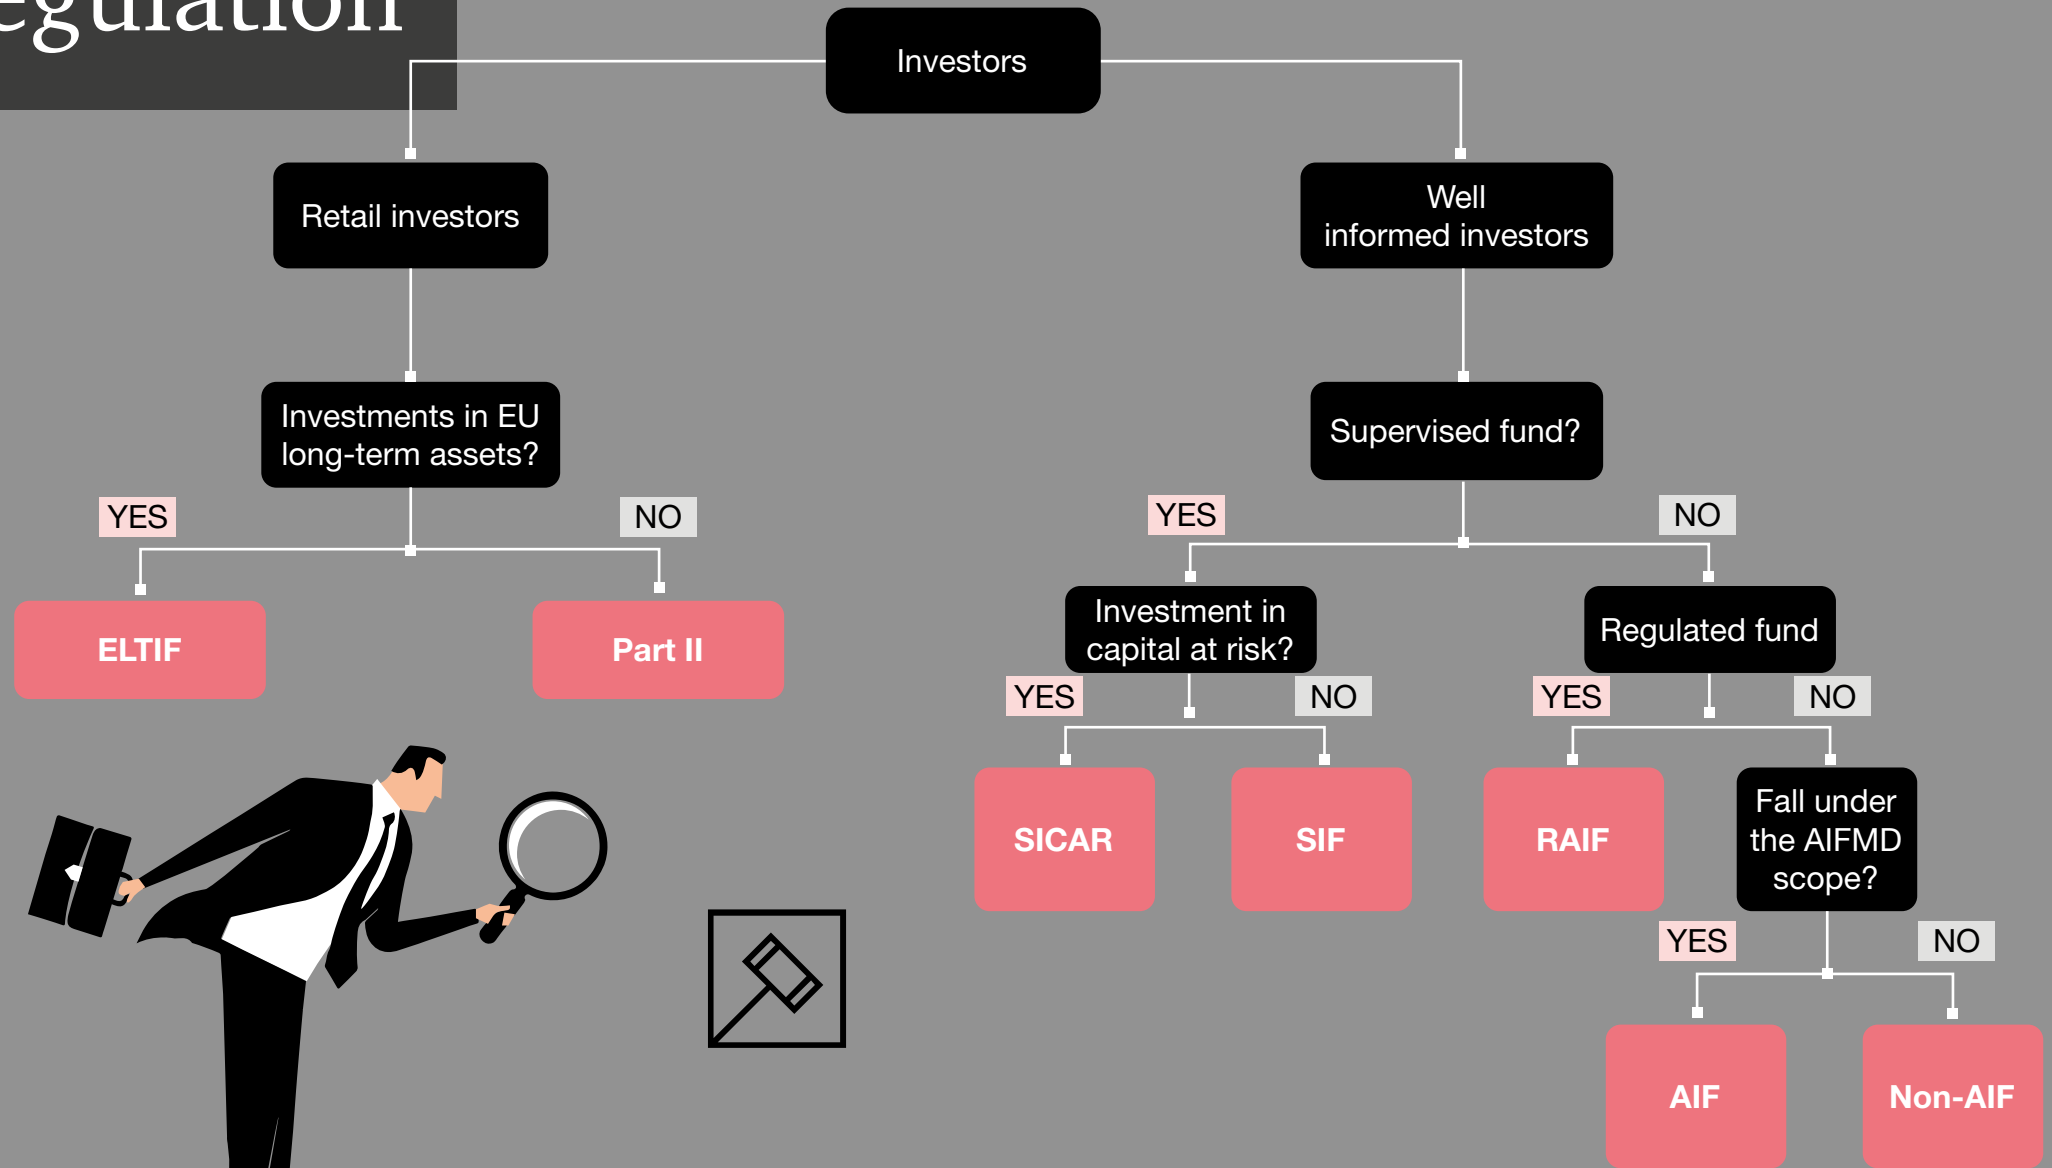 egulation
Investors
Retail investors
Well
informed investors
Investments in EU
long-term assets?
Supervised fund?
YES
NO
YES
NO
ELTIF
Part II
Investment in
capital at risk?
Regulated fund
YES
NO
YES
NO
SICAR
SIF
RAIF
Fall under
the AIFMD
scope?
YES
NO
AIF
Non-AIF